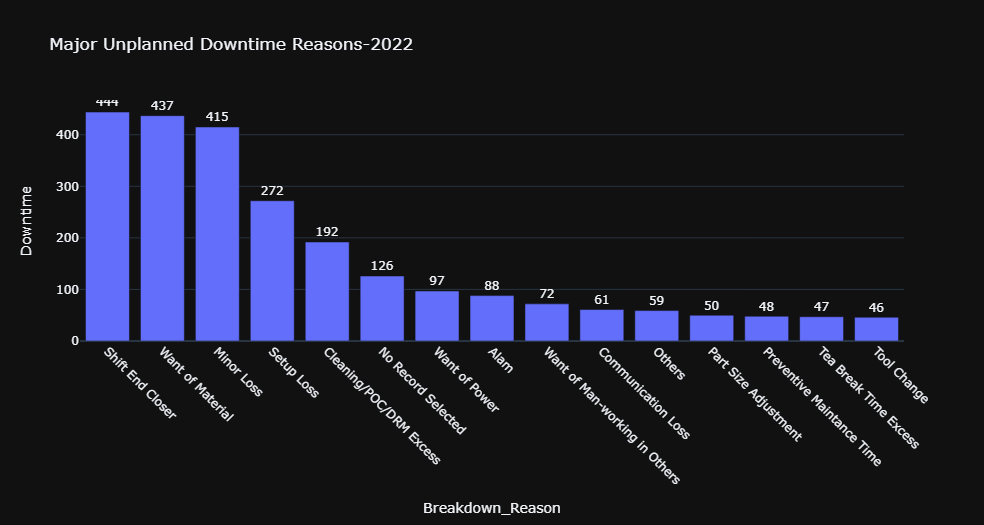 Major Unplanned Downtime Reasons-2022
444
437
415
272
192
126
97
88
72
61
59
50
48
47
46
400
300
200
100
0
Downtime
Shift End Closer
Want of Material
Minor Loss
Setup Loss
Cleaning/POC/DRM Excess
No Record Selected
Want of Power
Alam
Want of Man-working in Others
Communication Loss
Others
Part Size Adjustment
Preventive Maintance Time
Tea Break Time Excess
Tool Change
Breakdown_Reason